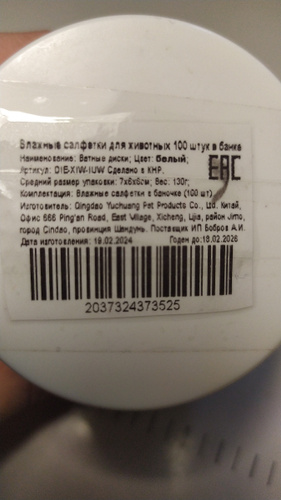 Влажные салфетки для животных 100 штук в банке
Наименование: Ватные диски; Цвет: белый;
Артикул: D1B-XIW-IUW Сделано в КНР.
EAC
Средний размер упаковки: 7х6х6см; Вес: 130г;
Комплектация: Влажные салфетки в баночке (100 шт)
Изготовитель: Qingdao Yuchuang Pet Products Co., Ltd. Китай,
Офис 666 Ping'an Road, East Village, Xicheng, Ijia, район Jimo,
город Cindao, провинция Шаньдунь. Поставщик ИП Бобров А.И.
Дата изготовления: 19.02.2024 Годен до:18.02.2026
2037324373525